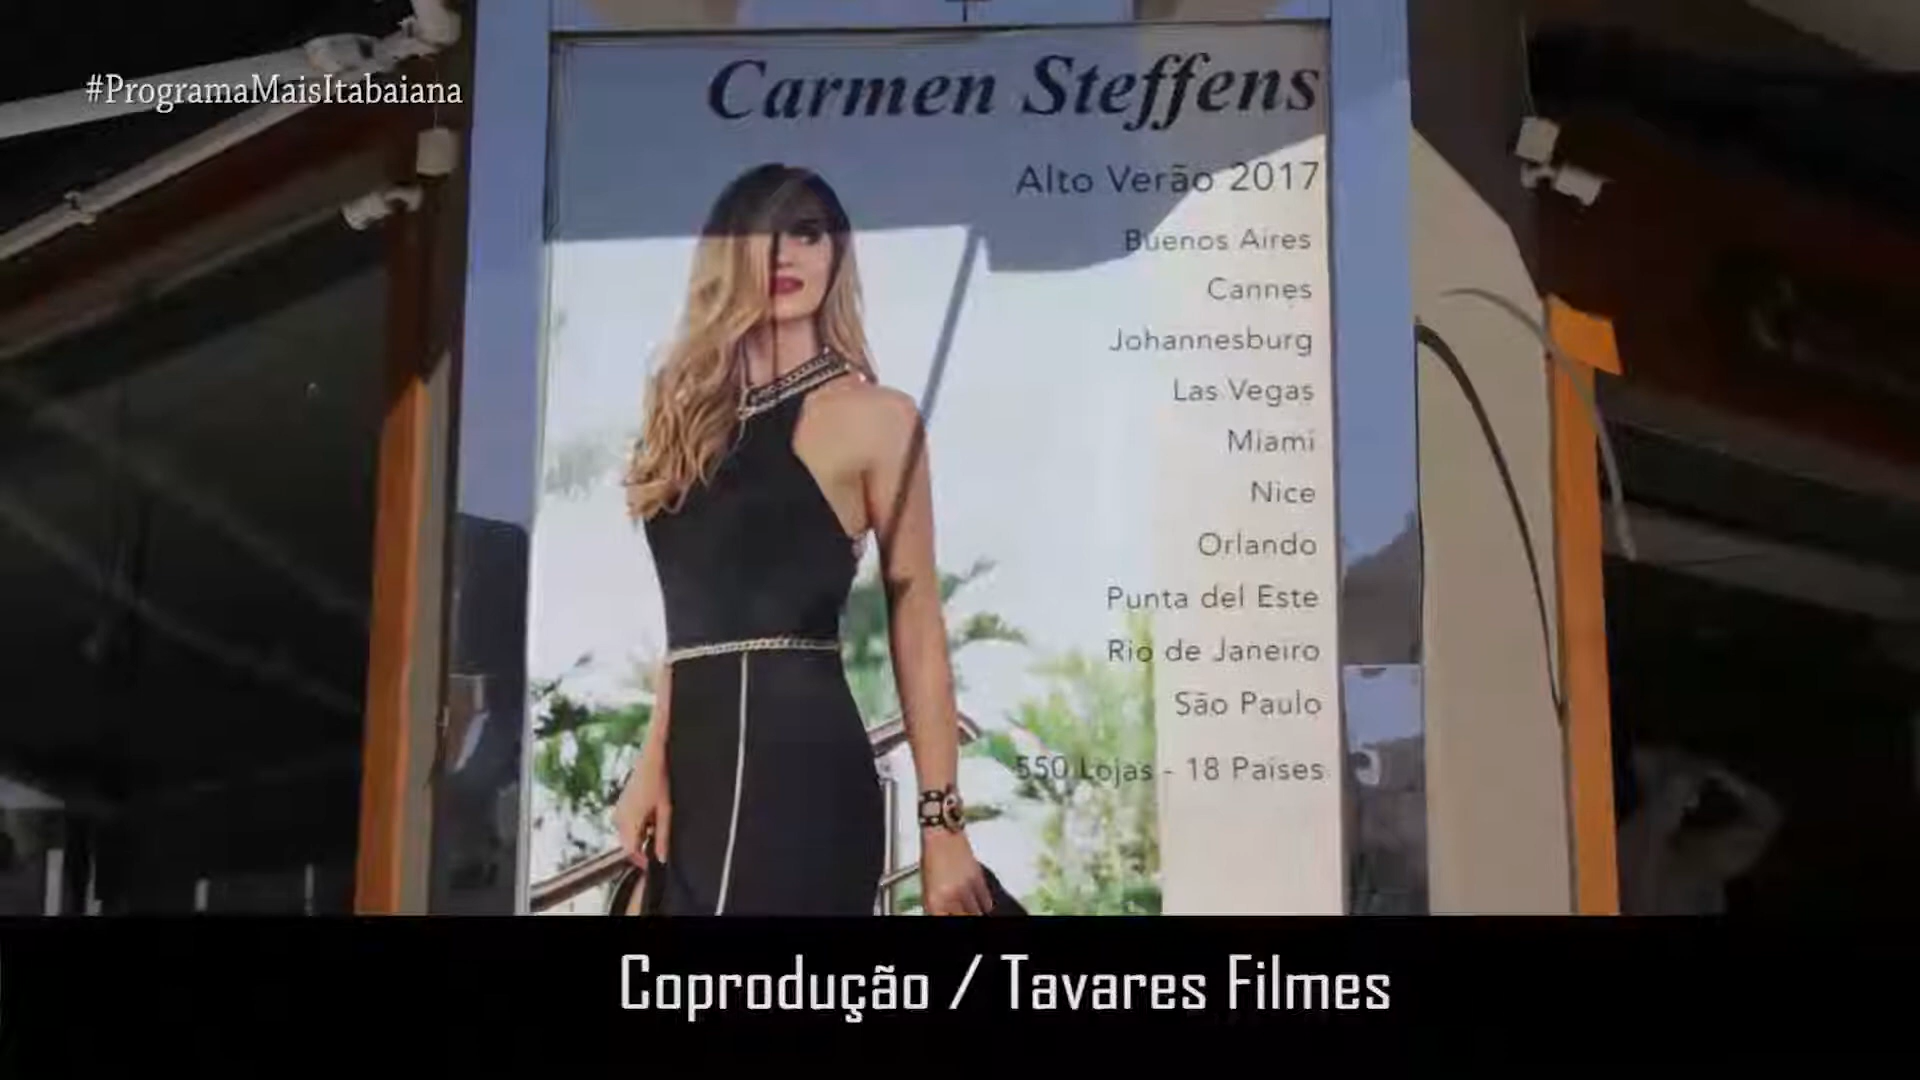 #ProgramaMaisItabaiana
Carmen Steffens
Alto Verão 2017
Buenos Aires
Cannes
Johannesburg
Las Vegas
Miami
Nice
Orlando
Punta del Este
Rio de Janeiro
São Paulo
550 Lojas - 18 Países
Coprodução / Tavares Filmes